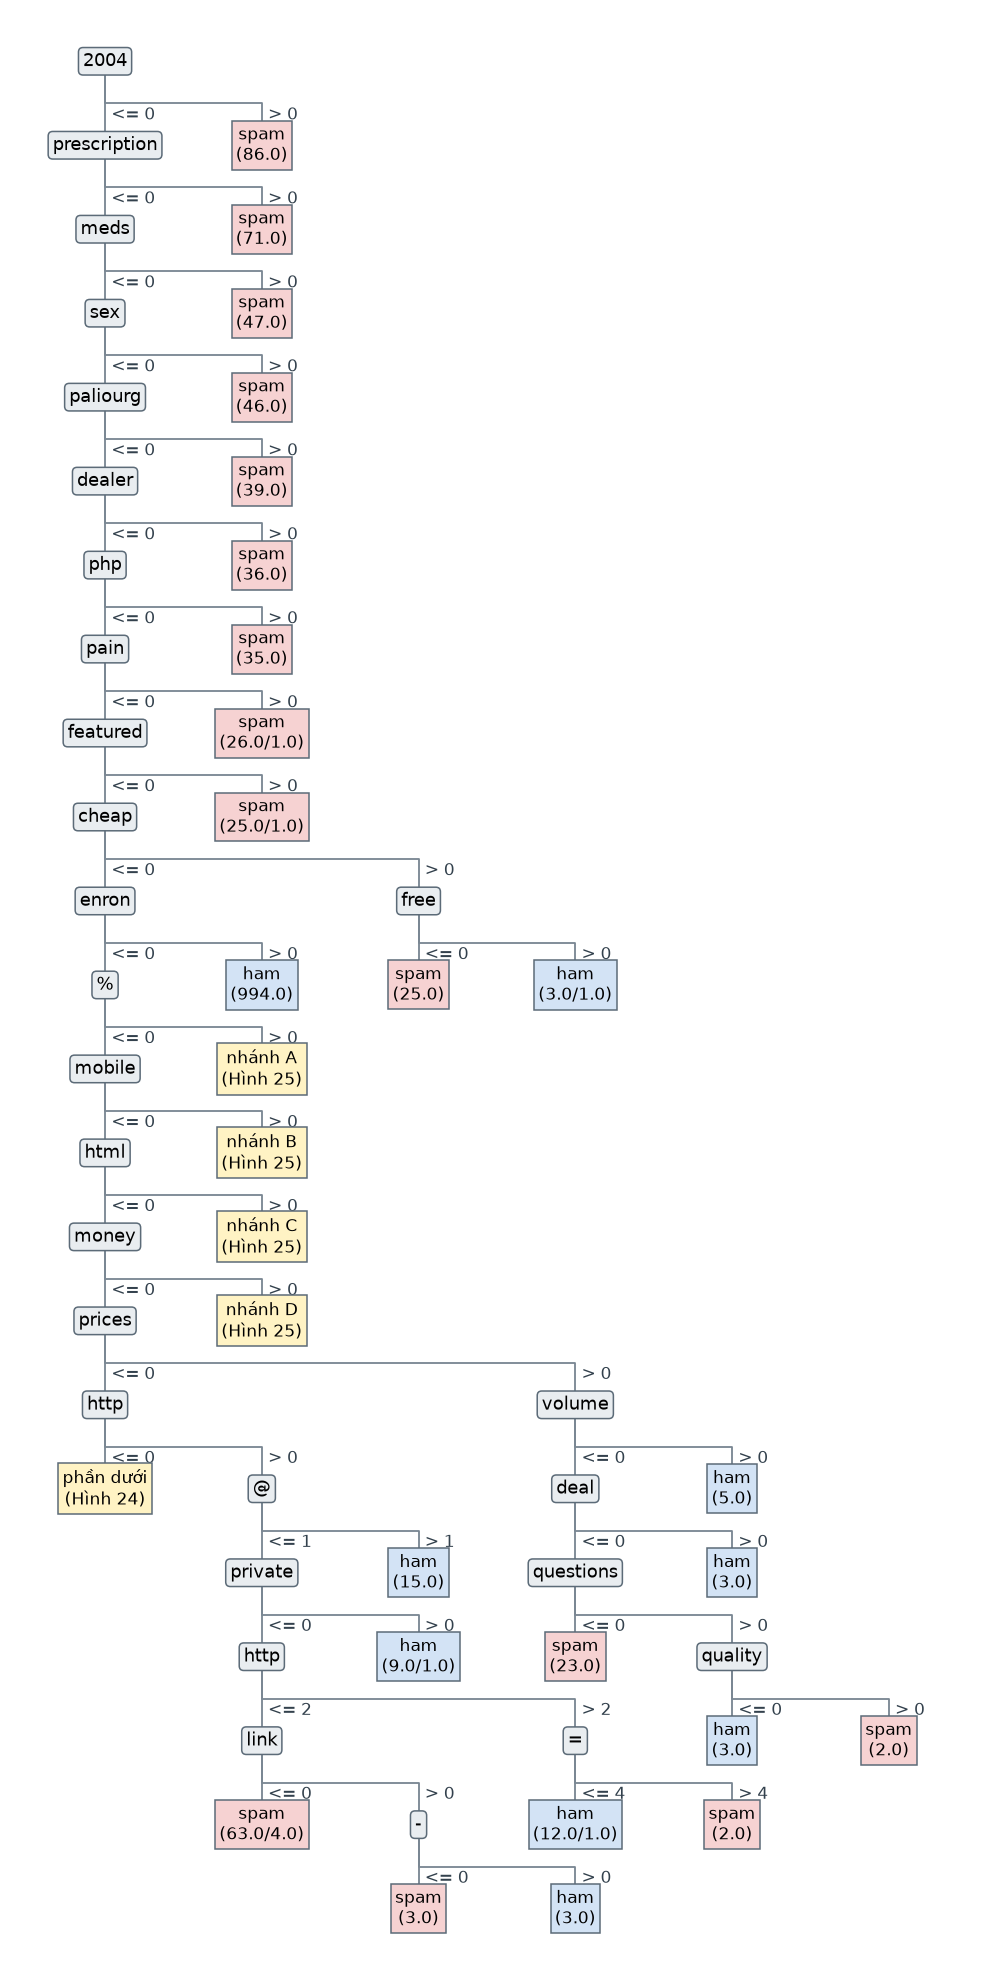 2004
<= 0
> 0
prescription
spam
(86.0)
<= 0
> 0
meds
spam
(71.0)
<= 0
> 0
sex
spam
(47.0)
<= 0
> 0
paliourg
spam
(46.0)
<= 0
> 0
dealer
spam
(39.0)
<= 0
> 0
php
spam
(36.0)
<= 0
> 0
pain
spam
(35.0)
<= 0
> 0
featured
spam
(26.0/1.0)
<= 0
> 0
cheap
spam
(25.0/1.0)
<= 0
> 0
enron
free
<= 0
> 0
<= 0
> 0
%
ham
(994.0)
spam
(25.0)
ham
(3.0/1.0)
<= 0
> 0
mobile
nhánh A
(Hình 25)
<= 0
> 0
html
nhánh B
(Hình 25)
<= 0
> 0
money
nhánh C
(Hình 25)
<= 0
> 0
prices
nhánh D
(Hình 25)
<= 0
> 0
http
volume
<= 0
> 0
<= 0
> 0
phần dưới
(Hình 24)
@
deal
ham
(5.0)
<= 1
> 1
<= 0
> 0
private
ham
(15.0)
questions
ham
(3.0)
<= 0
> 0
<= 0
> 0
http
ham
(9.0/1.0)
spam
(23.0)
quality
<= 2
> 2
<= 0
> 0
link
=
ham
(3.0)
spam
(2.0)
<= 0
> 0
<= 4
> 4
spam
(63.0/4.0)
-
ham
(12.0/1.0)
spam
(2.0)
<= 0
> 0
spam
(3.0)
ham
(3.0)